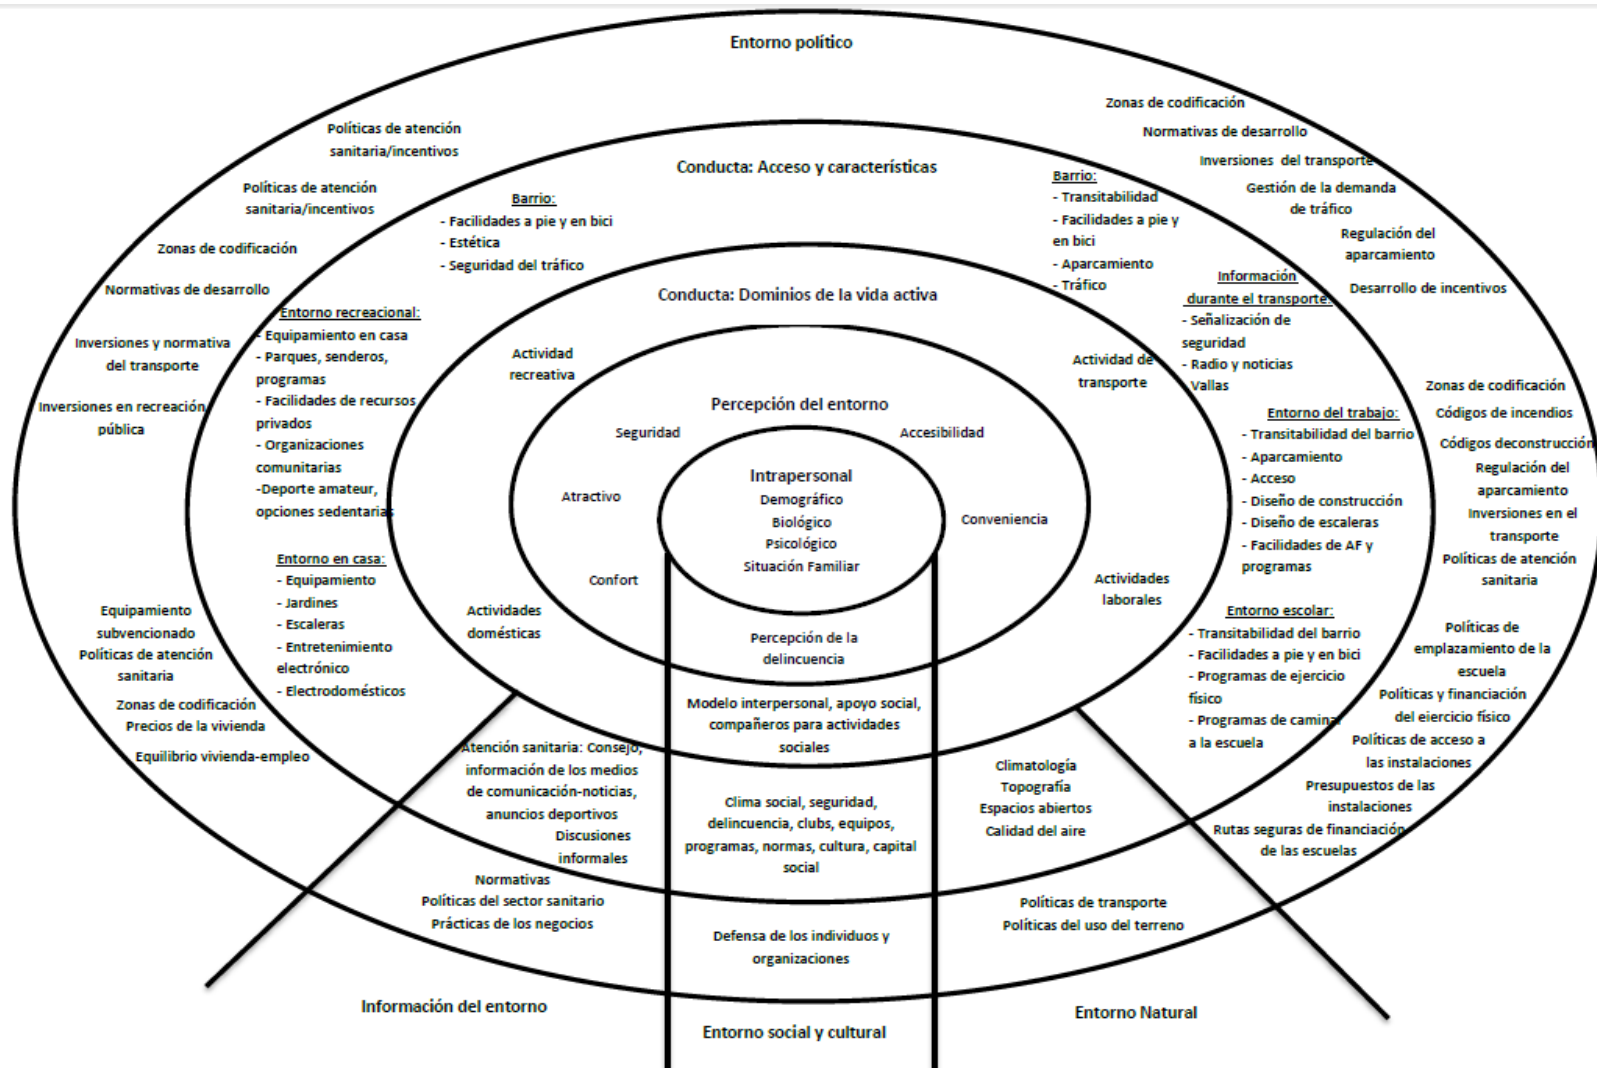 Entorno político
Zonas de codificación
Normativas de desarrollo
Inversiones del transporte
Gestión de la demanda
de tráfico
Regulación del
aparcamiento
Desarrollo de incentivos
Políticas de atención
sanitaria/incentivos
Políticas de atención
sanitaria/incentivos
Zonas de codificación
Normativas de desarrollo
Inversiones y normativa
del transporte
Inversiones en recreación
pública
Conducta: Acceso y características
Barrio:
- Facilidades a pie y en bici
- Estética
- Seguridad del tráfico
Barrio:
- Transitabilidad
- Facilidades a pie y
en bici
- Aparcamiento
- Tráfico
Información
durante el transporte:
- Señalización de
seguridad
- Radio y noticias
Vallas
Entorno recreacional:
- Equipamiento en casa
- Parques, senderos,
programas
- Facilidades de recursos
privados
- Organizaciones
comunitarias
-Deporte amateur,
opciones sedentarias
Conducta: Dominios de la vida activa
Actividad
recreativa
Actividad de
transporte
Percepción del entorno
Seguridad
Accesibilidad
Atractivo
Conveniencia
Confort
Intrapersonal
Demográfico
Biológico
Psicológico
Situación Familiar
Percepción de la
delincuencia
Actividades
domésticas
Actividades
laborales
Entorno del trabajo:
- Transitabilidad del barrio
- Aparcamiento
- Acceso
- Diseño de construcción
- Diseño de escaleras
- Facilidades de AF y
programas
Zonas de codificación
Códigos de incendios
Códigos deconstrucción
Regulación del
aparcamiento
Inversiones en el
transporte
Políticas de atención
sanitaria
Entorno en casa:
- Equipamiento
- Jardines
- Escaleras
- Entretenimiento
electrónico
- Electrodomésticos
Equipamiento
subvencionado
Políticas de atención
sanitaria
Zonas de codificación
Precios de la vivienda
Equilibrio vivienda-empleo
Entorno escolar:
- Transitabilidad del barrio
- Facilidades a pie y en bici
- Programas de ejercicio
físico
- Programas de caminar
a la escuela
Políticas de
emplazamiento de la
escuela
Políticas y financiación
del ejercicio físico
Políticas de acceso a
las instalaciones
Presupuestos de las
instalaciones
Rutas seguras de financiación
de las escuelas
Modelo interpersonal, apoyo social,
compañeros para actividades
sociales
Atención sanitaria: Consejo,
información de los medios
de comunicación-noticias,
anuncios deportivos
Discusiones
informales
Clima social, seguridad,
delincuencia, clubs, equipos,
programas, normas, cultura, capital
social
Climatología
Topografía
Espacios abiertos
Calidad del aire
Normativas
Políticas del sector sanitario
Prácticas de los negocios
Defensa de los individuos y
organizaciones
Políticas de transporte
Políticas del uso del terreno
Información del entorno
Entorno social y cultural
Entorno Natural